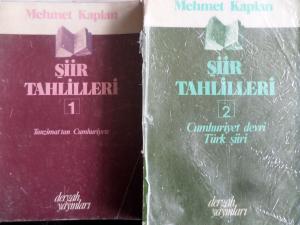 Mehmet Kaplan
ŞİİR
TAHLİLLERİ
1
Tanzimat'tan Cumhuriyete
dergah
yayınları
Mehmet Kaplan
ŞİİR
TAHLİLLERİ
2
Cumhuriyet devri
Türk şiiri
dergah
yayınları